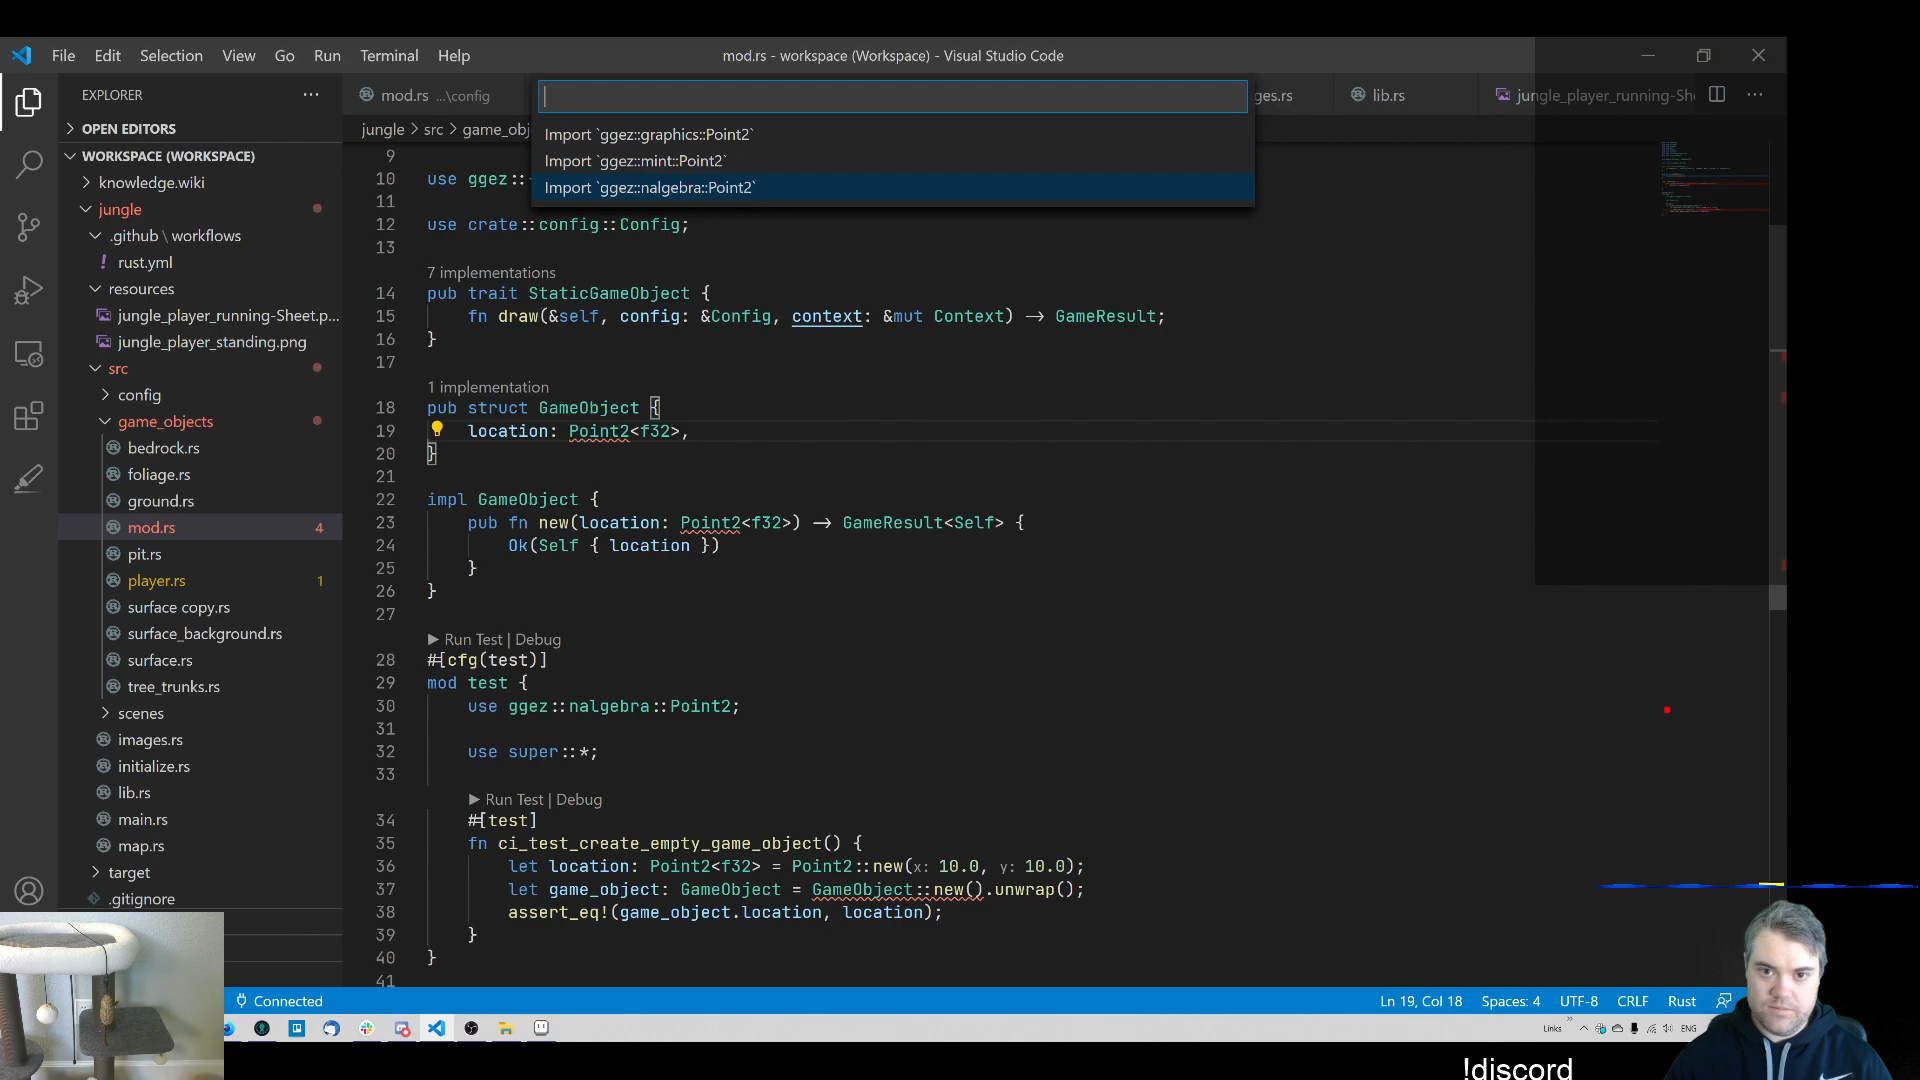 File Edit Selection View Go Run Terminal Help
mod.rs - workspace (Workspace) - Visual Studio Code
EXPLORER
OPEN EDITORS
WORKSPACE (WORKSPACE)
knowledge.wiki
jungle
.github \ workflows
rust.yml
resources
jungle_player_running-Sheet.p...
jungle_player_standing.png
src
config
game_objects
bedrock.rs
foliage.rs
ground.rs
mod.rs 4
pit.rs
player.rs 1
surface copy.rs
surface_background.rs
surface.rs
tree_trunks.rs
scenes
images.rs
initialize.rs
lib.rs
main.rs
map.rs
target
.gitignore
mod.rs ...\config
ges.rs
lib.rs
jungle_player_running-She
jungle > src > game_obj
Import `ggez::graphics::Point2`
Import `ggez::mint::Point2`
Import `ggez::nalgebra::Point2`
9
10 use ggez::
11
12 use crate::config::Config;
13
7 implementations
14 pub trait StaticGameObject {
15 fn draw(&self, config: &Config, context: &mut Context) -> GameResult;
16 }
17
1 implementation
18 pub struct GameObject {
19 location: Point2<f32>,
20 }
21
22 impl GameObject {
23 pub fn new(location: Point2<f32>) -> GameResult<Self> {
24 Ok(Self { location })
25 }
26 }
27
▶ Run Test | Debug
28 #[cfg(test)]
29 mod test {
30 use ggez::nalgebra::Point2;
31
32 use super::*;
33
▶ Run Test | Debug
34 #[test]
35 fn ci_test_create_empty_game_object() {
36 let location: Point2<f32> = Point2::new(x: 10.0, y: 10.0);
37 let game_object: GameObject = GameObject::new().unwrap();
38 assert_eq!(game_object.location, location);
39 }
40 }
41
Connected
Ln 19, Col 18 Spaces: 4 UTF-8 CRLF Rust
Links ENG
!discord